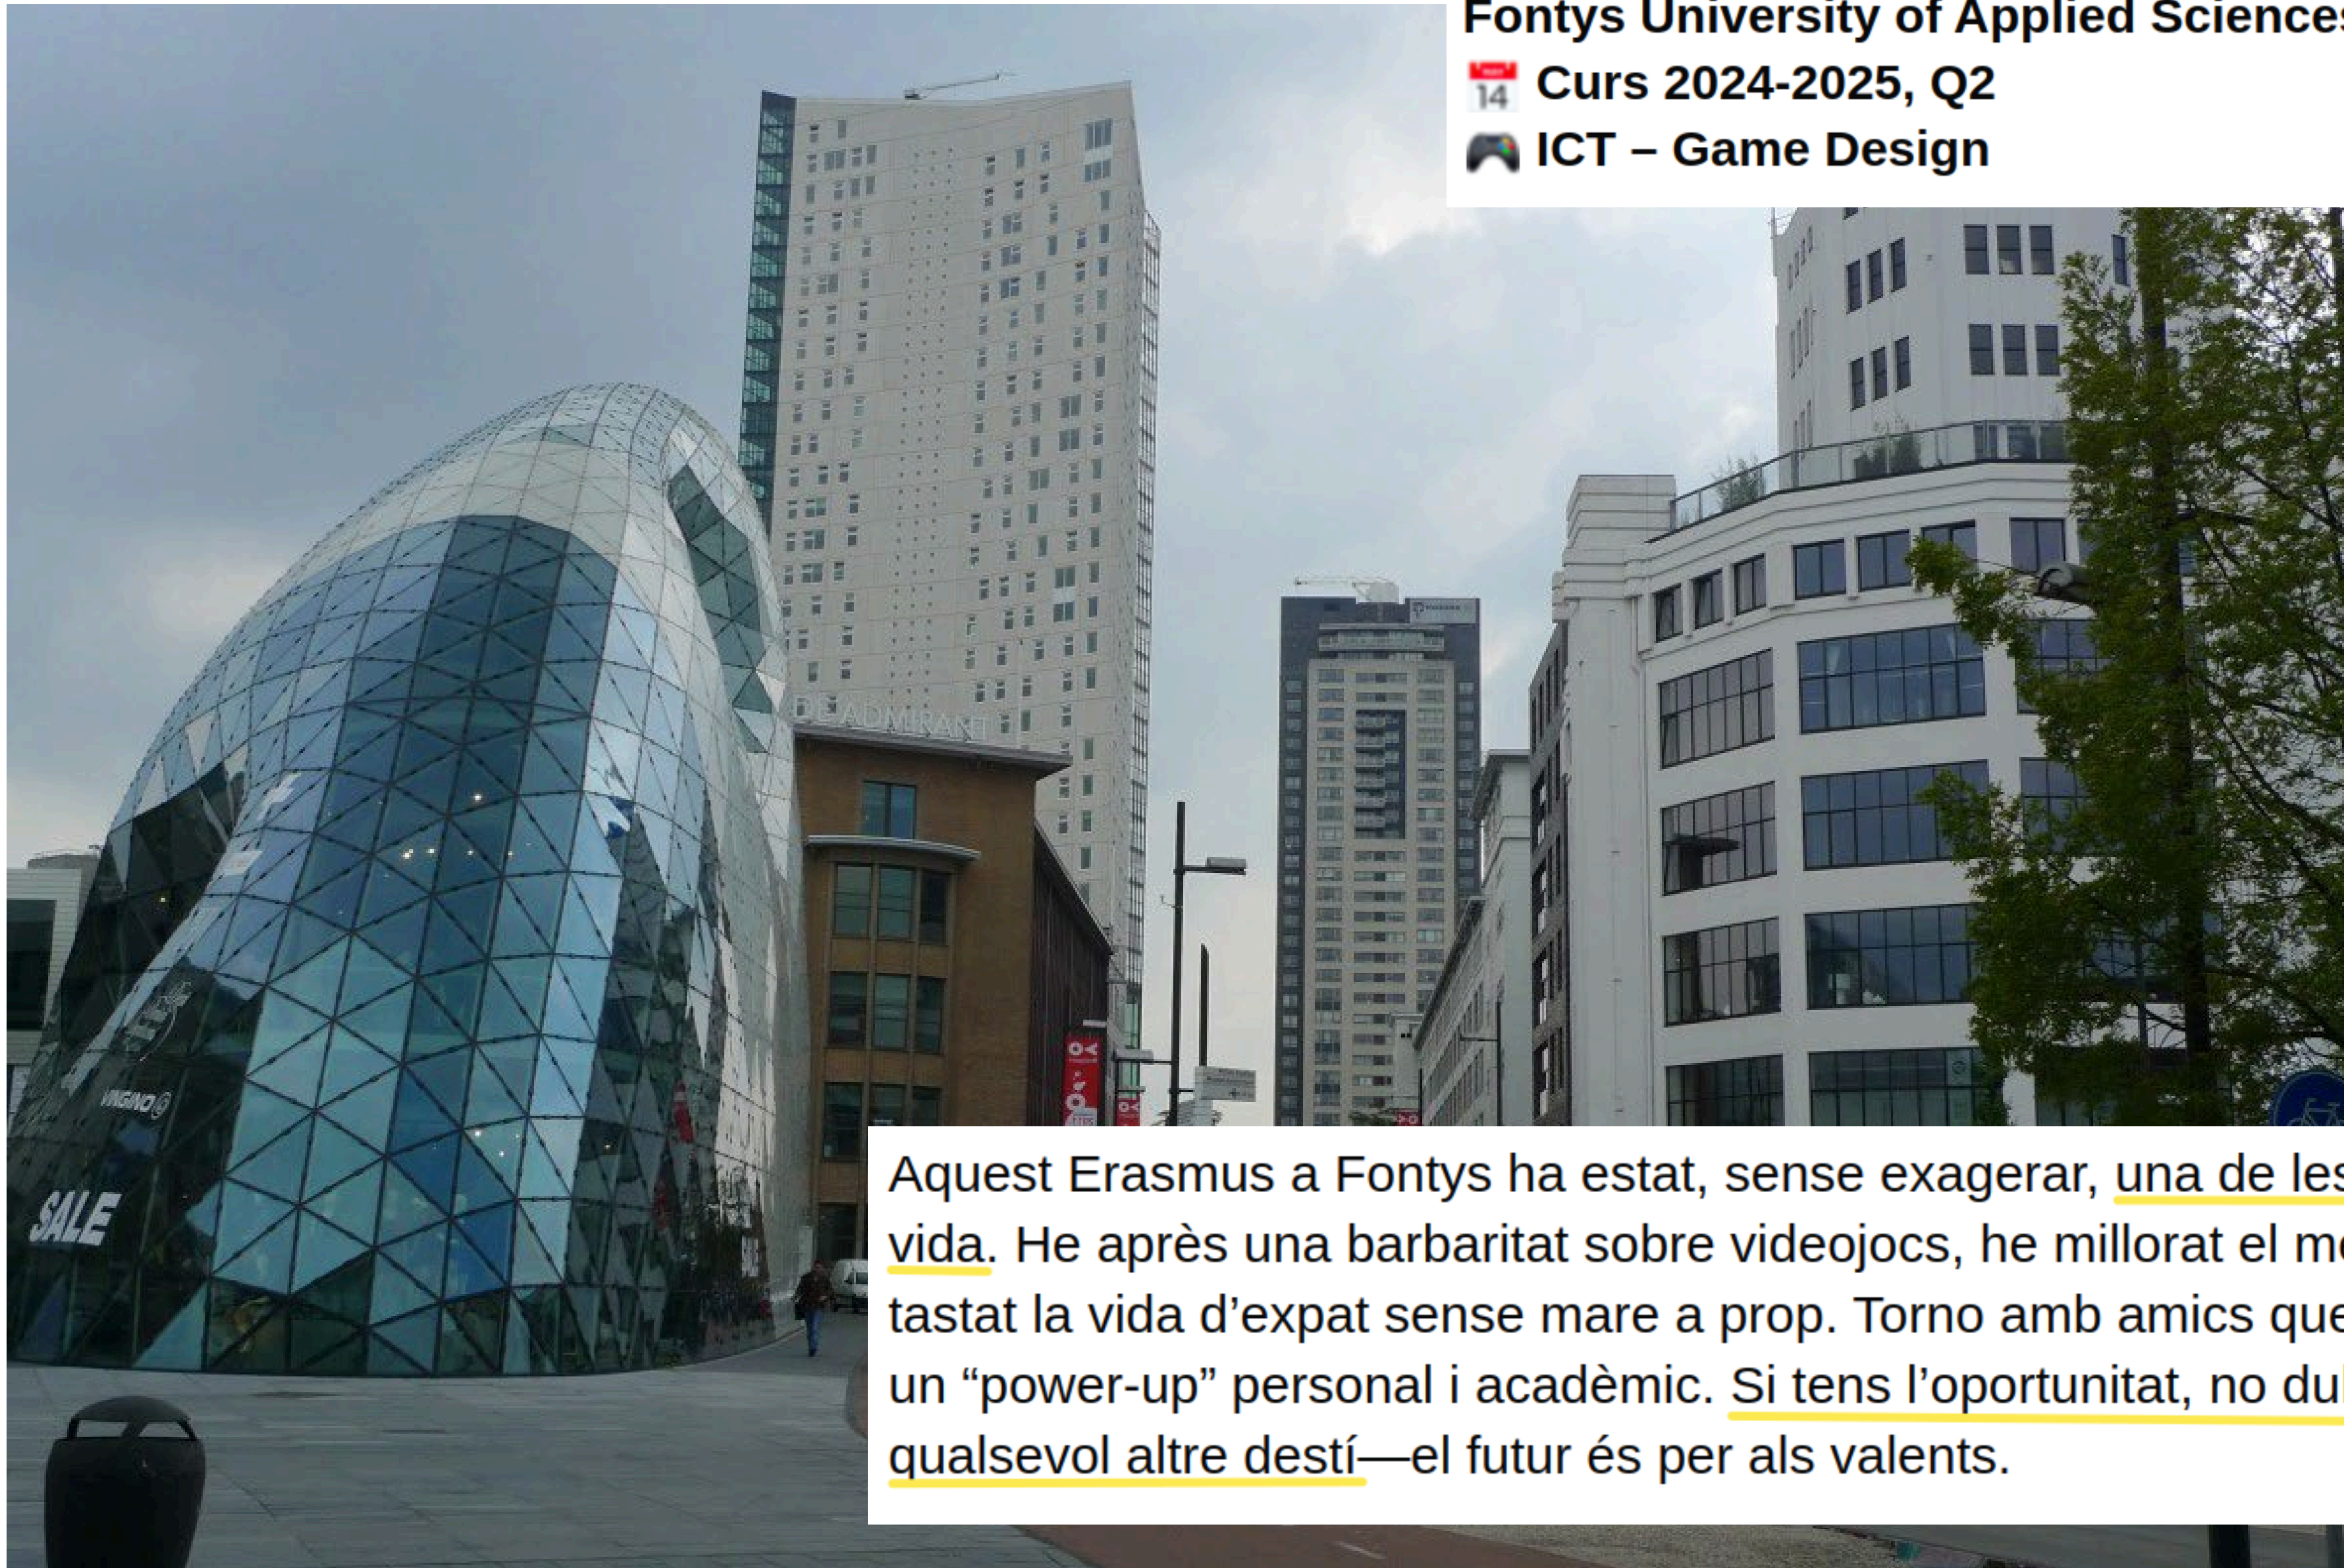 Fontys University of Applied Sciences
📅 Curs 2024-2025, Q2
🎮 ICT – Game Design
DE ADMIRANT
VINGINO
SALE
Aquest Erasmus a Fontys ha estat, sense exagerar, una de les
vida. He après una barbaritat sobre videojocs, he millorat el
tastat la vida d’expat sense mare a prop. Torno amb amics que
un “power-up” personal i acadèmic. Si tens l’oportunitat, no
qualsevol altre destí—el futur és per als valents.